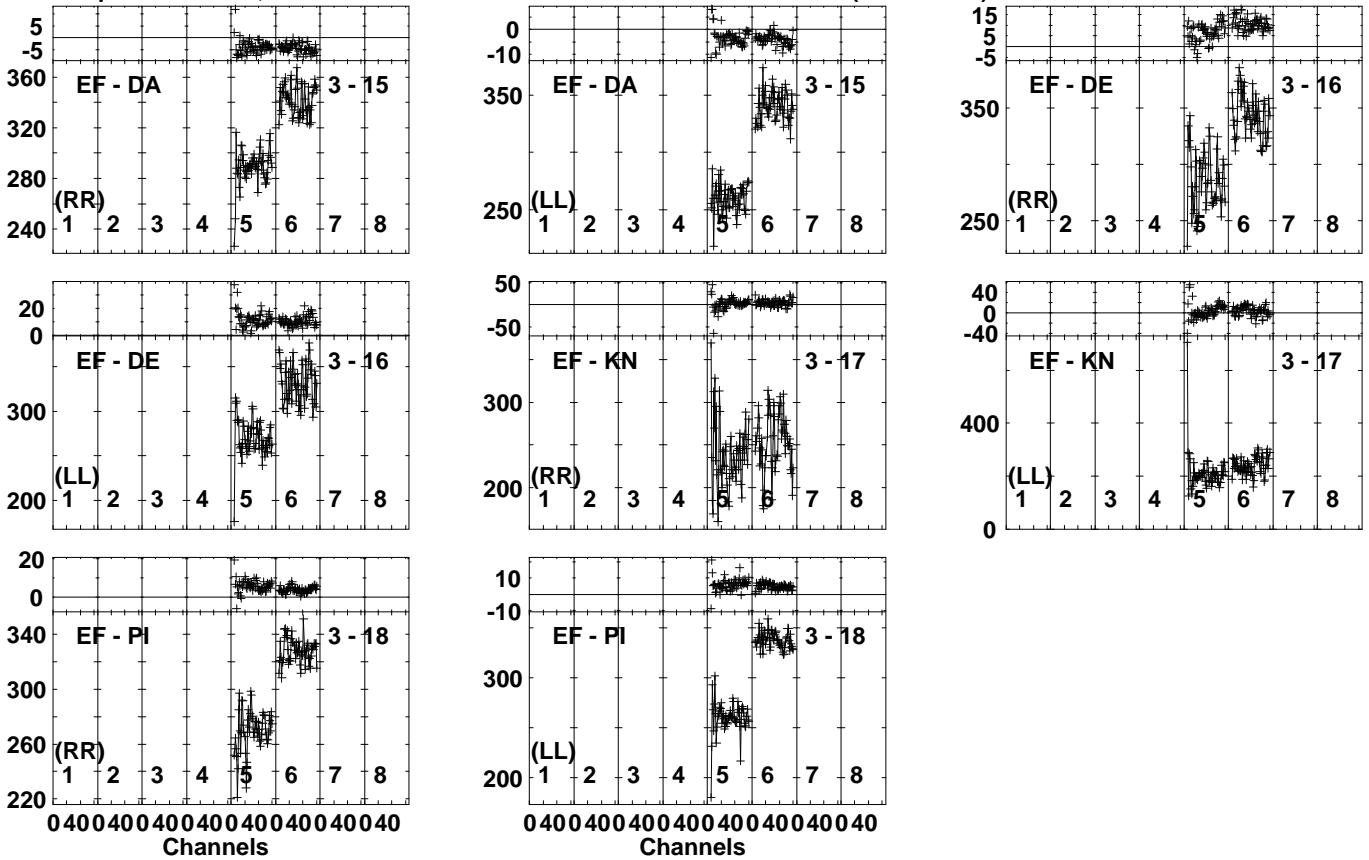 5
-5
360
320
280
240
EF - DA
3 - 15
(RR)
1 2 3 4 5 6 7 8
0
-10
350
250
EF - DA
3 - 15
(LL)
1 2 3 4 5 6 7 8
15
5
-5
350
250
EF - DE
3 - 16
(RR)
1 2 3 4 5 6 7 8
20
0
300
200
EF - DE
3 - 16
(LL)
1 2 3 4 5 6 7 8
50
-50
300
200
EF - KN
3 - 17
(RR)
1 2 3 4 5 6 7 8
40
0
-40
400
0
EF - KN
3 - 17
(LL)
1 2 3 4 5 6 7 8
20
0
340
300
260
220
EF - PI
3 - 18
(RR)
1 2 3 4 5 6 7 8
0 40 0 40 0 40 0 40 0 40 0 40 0 40 0 40
Channels
10
-10
300
200
EF - PI
3 - 18
(LL)
1 2 3 4 5 6 7 8
0 40 0 40 0 40 0 40 0 40 0 40 0 40 0 40
Channels